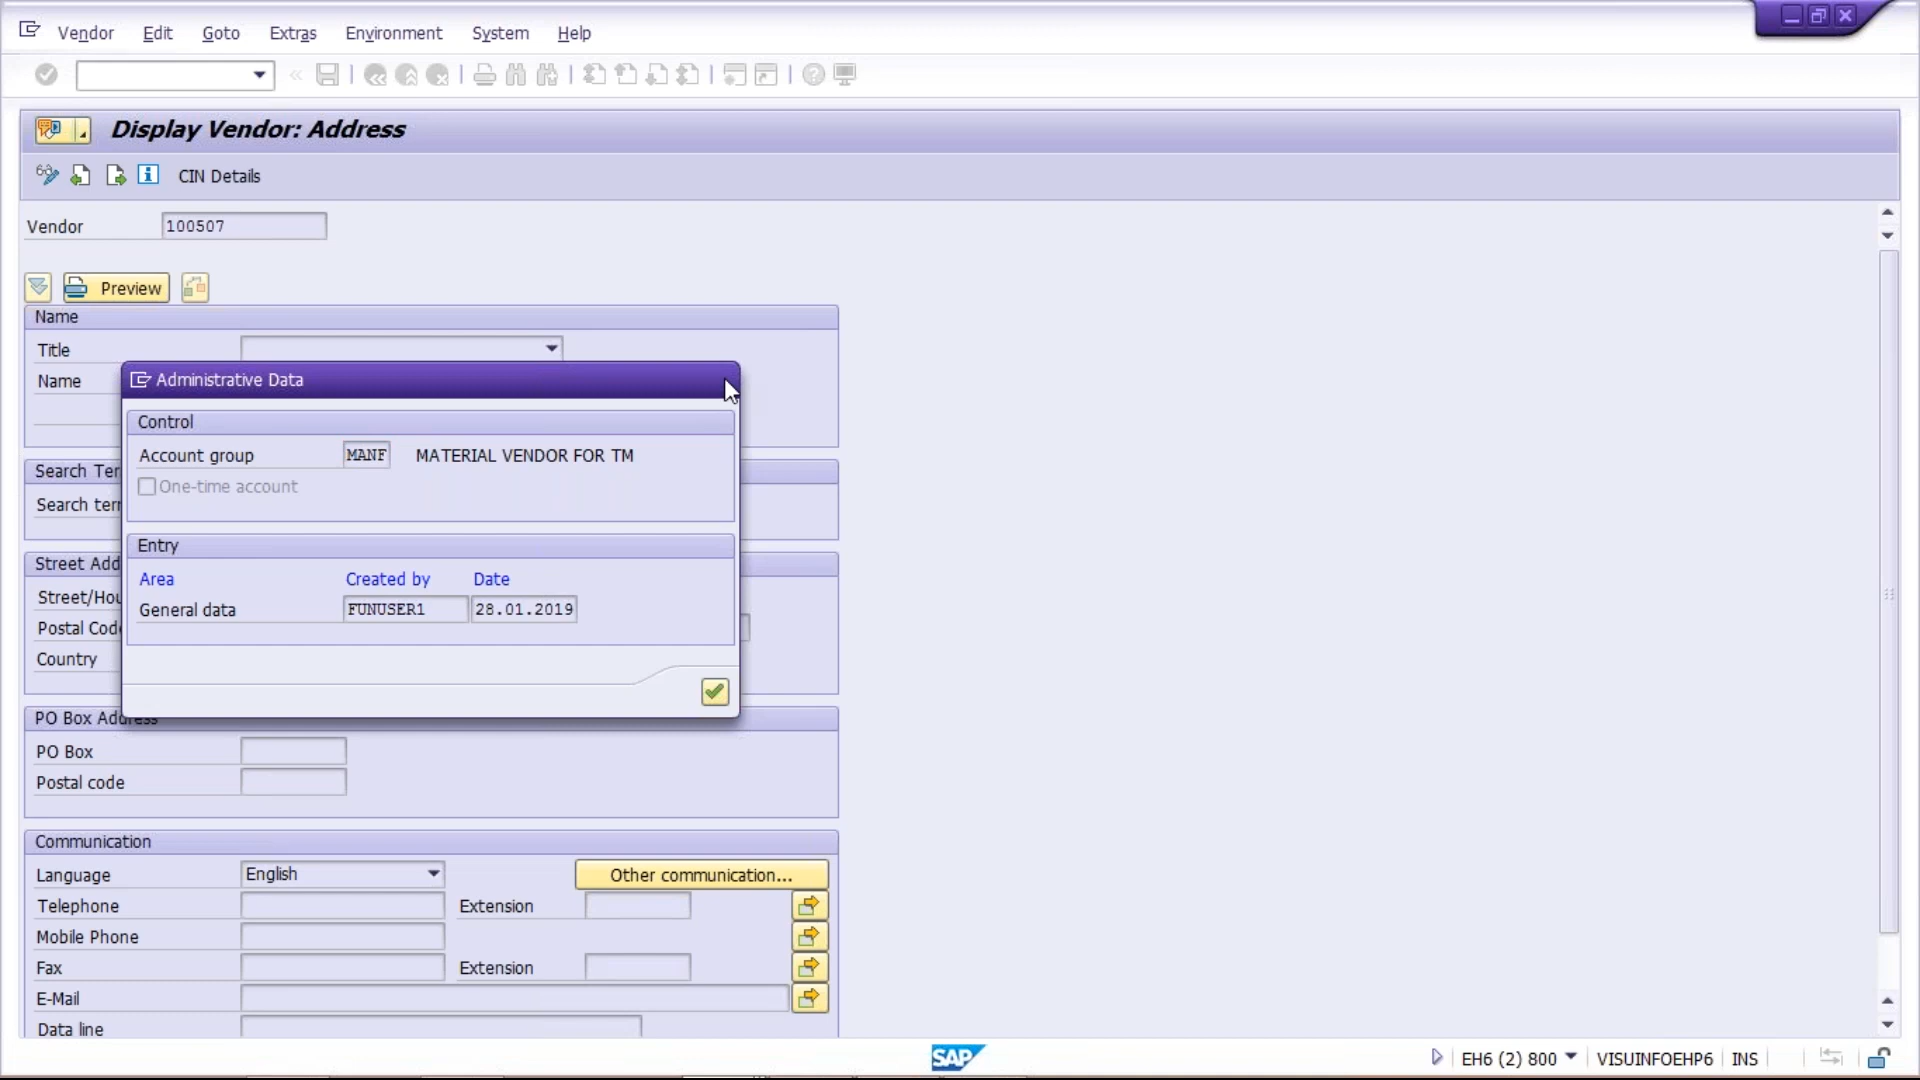 Vendor Edit Goto Extras Environment System Help
Display Vendor: Address
CIN Details
Vendor 100507
Preview
Name
Title
Name
Administrative Data
Control
Account group MANF MATERIAL VENDOR FOR TM
One-time account
Entry
Area Created by Date
General data FUNUSER1 28.01.2019
Search Ter
Search tern
Street Add
Street/Hou
Postal Code
Country
PO Box Address
PO Box
Postal code
Communication
Language English Other communication...
Telephone Extension
Mobile Phone
Fax Extension
E-Mail
Data line
SAP EH6 (2) 800 VISUINFOEHP6 INS